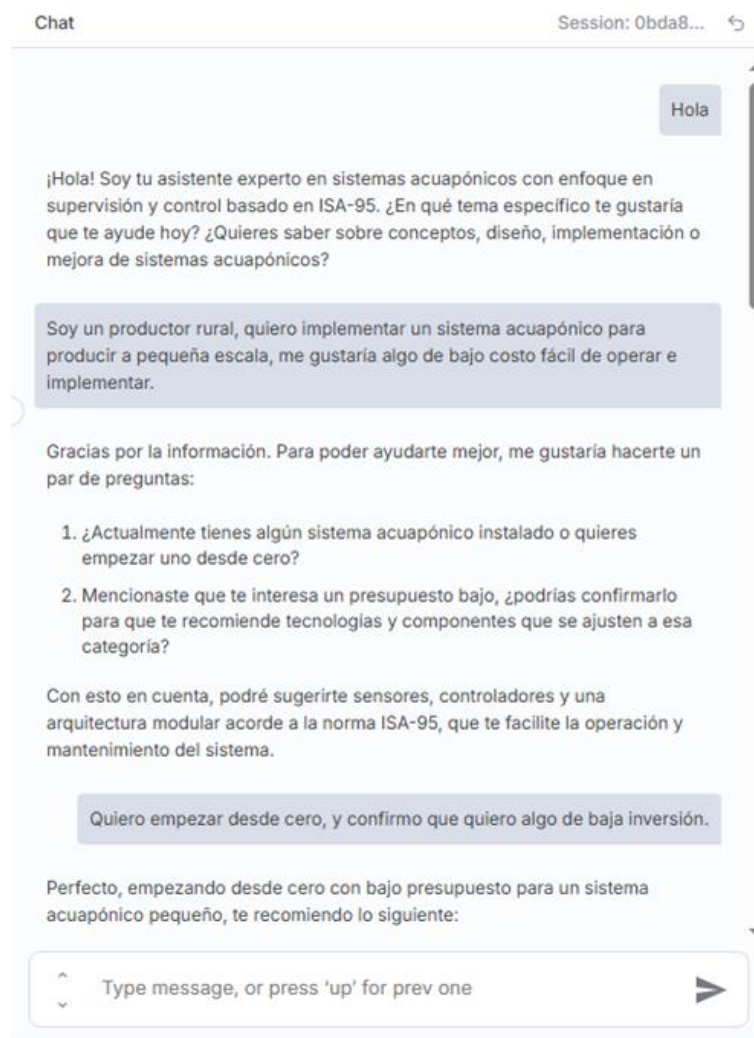 Chat
Session: 0bda8...
Hola
¡Hola! Soy tu asistente experto en sistemas acuapónicos con enfoque en
supervisión y control basado en ISA-95. ¿En qué tema específico te gustaría
que te ayude hoy? ¿Quieres saber sobre conceptos, diseño, implementación o
mejora de sistemas acuapónicos?
Soy un productor rural, quiero implementar un sistema acuapónico para
producir a pequeña escala, me gustaría algo de bajo costo fácil de operar e
implementar.
Gracias por la información. Para poder ayudarte mejor, me gustaría hacerte un
par de preguntas:
1. ¿Actualmente tienes algún sistema acuapónico instalado o quieres
empezar uno desde cero?
2. Mencionaste que te interesa un presupuesto bajo, ¿podrías confirmarlo
para que te recomiende tecnologías y componentes que se ajusten a esa
categoría?
Con esto en cuenta, podré sugerirte sensores, controladores y una
arquitectura modular acorde a la norma ISA-95, que te facilite la operación y
mantenimiento del sistema.
Quiero empezar desde cero, y confirmo que quiero algo de baja inversión.
Perfecto, empezando desde cero con bajo presupuesto para un sistema
acuapónico pequeño, te recomiendo lo siguiente:
Type message, or press ‘up’ for prev one